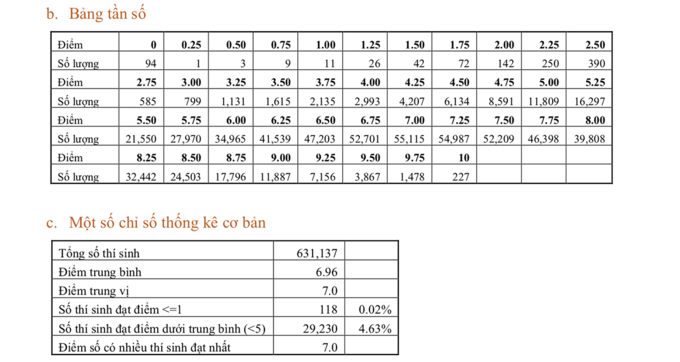 b. Bảng tần số
Điểm 0 0.25 0.50 0.75 1.00 1.25 1.50 1.75 2.00 2.25 2.50
Số lượng 94 1 3 9 11 26 42 72 142 250 390
Điểm 2.75 3.00 3.25 3.50 3.75 4.00 4.25 4.50 4.75 5.00 5.25
Số lượng 585 799 1,131 1,615 2,135 2,993 4,207 6,134 8,591 11,809 16,297
Điểm 5.50 5.75 6.00 6.25 6.50 6.75 7.00 7.25 7.50 7.75 8.00
Số lượng 21,550 27,970 34,965 41,539 47,203 52,701 55,115 54,987 52,209 46,398 39,808
Điểm 8.25 8.50 8.75 9.00 9.25 9.50 9.75 10
Số lượng 32,442 24,503 17,796 11,887 7,156 3,867 1,478 227
c. Một số chỉ số thống kê cơ bản
Tổng số thí sinh 631,137
Điểm trung bình 6.96
Điểm trung vị 7.0
Số thí sinh đạt điểm <=1 118 0.02%
Số thí sinh đạt điểm dưới trung bình (<5) 29,230 4.63%
Điểm số có nhiều thí sinh đạt nhất 7.0